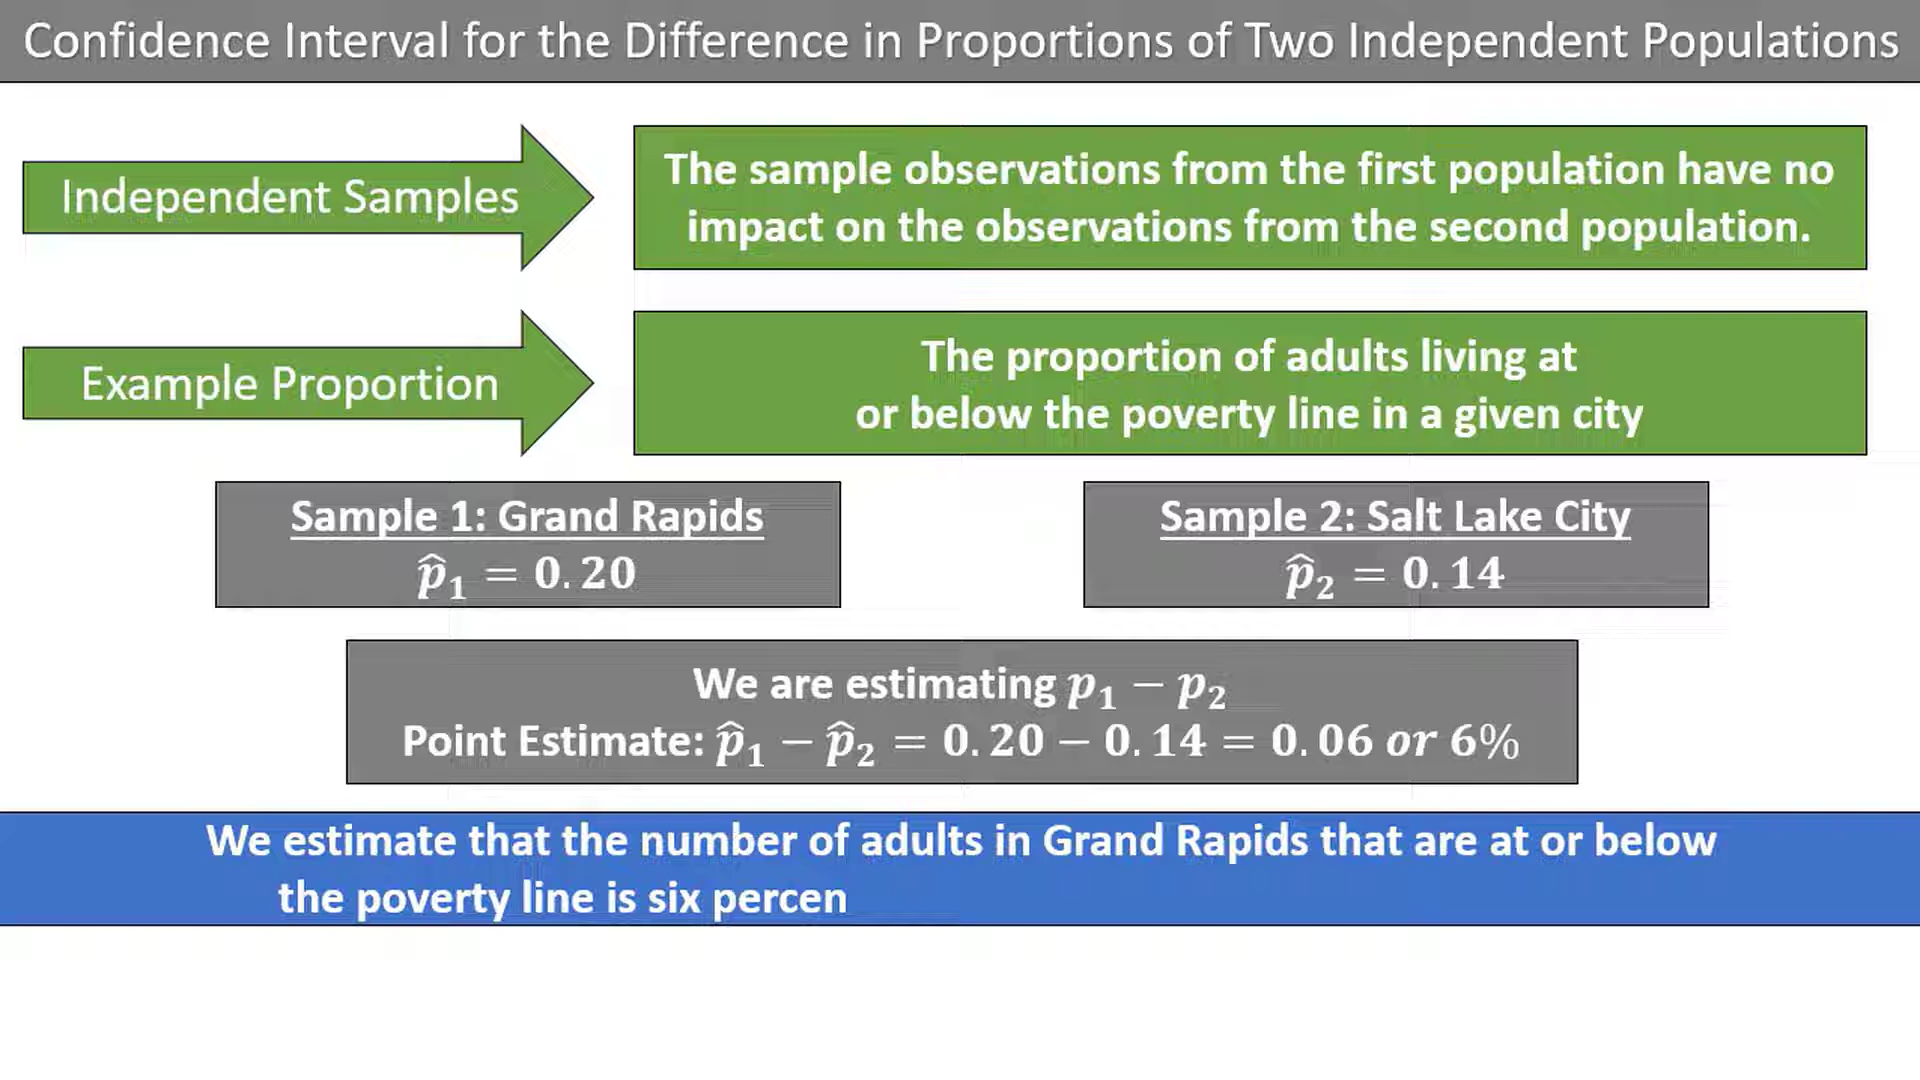 Confidence Interval for the Difference in Proportions of Two Independent Populations
Independent Samples
The sample observations from the first population have no
impact on the observations from the second population.
Example Proportion
The proportion of adults living at
or below the poverty line in a given city
Sample 1: Grand Rapids
p̂₁ = 0.20
Sample 2: Salt Lake City
p̂₂ = 0.14
We are estimating p₁ − p₂
Point Estimate: p̂₁ − p̂₂ = 0.20 − 0.14 = 0.06 or 6%
We estimate that the number of adults in Grand Rapids that are at or below
the poverty line is six percen